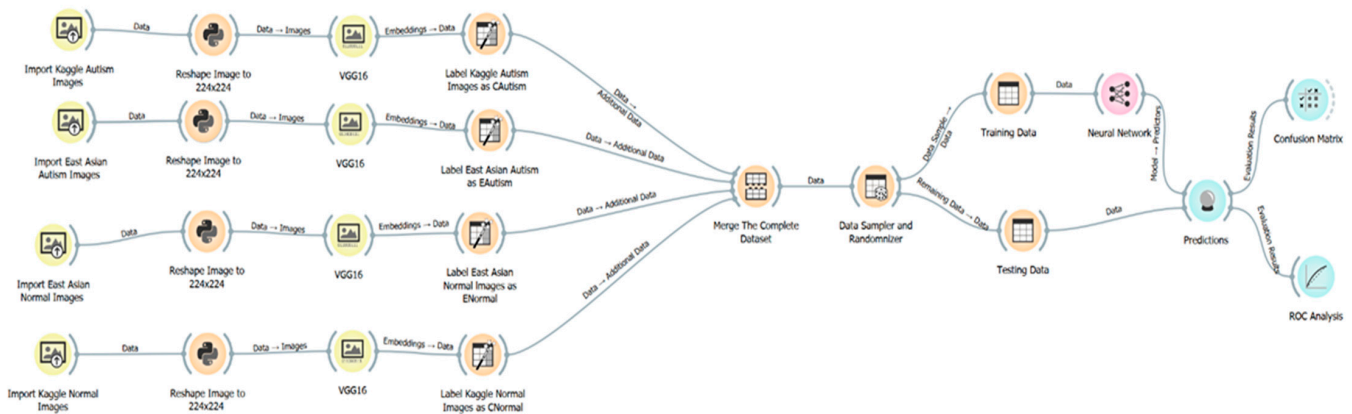 Data
Data → Images
Embeddings → Data
Import Kaggle Autism
Images
Reshape Image to
224x224
VGG16
Label Kaggle Autism
Images as CAutism
Data →
Additional Data
Data
Data → Images
Embeddings → Data
Import East Asian
Autism Images
Reshape Image to
224x224
VGG16
Label East Asian Autism
as EAutism
Data → Additional Data
Data
Data → Images
Embeddings → Data
Import East Asian
Normal Images
Reshape Image to
224x224
VGG16
Label East Asian
Normal Images as
ENormal
Data → Additional Data
Data
Data → Images
Embeddings → Data
Import Kaggle Normal
Images
Reshape Image to
224x224
VGG16
Label Kaggle Normal
Images as CNormal
Data → Additional Data
Merge The Complete
Dataset
Data
Data Sampler and
Randomnizer
Data Sample →
Data
Remaining Data → Data
Training Data
Data
Neural Network
Model → Predictors
Testing Data
Data
Predictions
Evaluation Results
Confusion Matrix
Evaluation Results
ROC Analysis